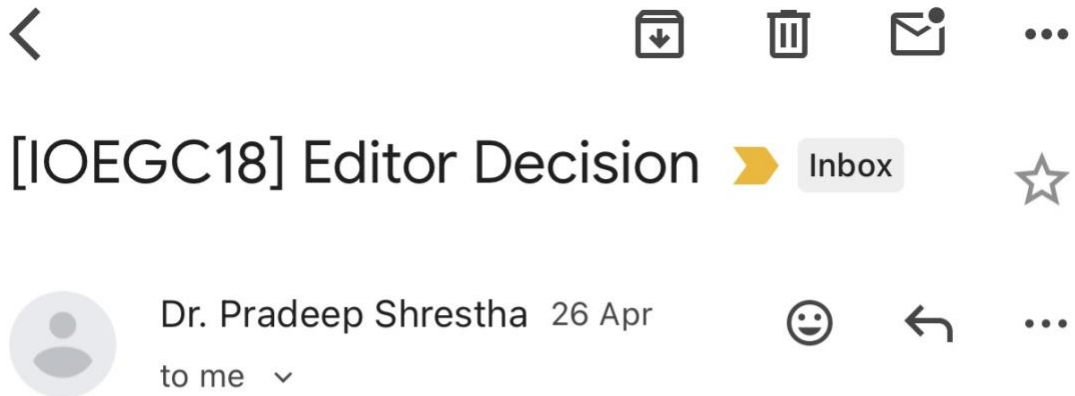 [IOEGC18] Editor Decision Inbox
Dr. Pradeep Shrestha 26 Apr
to me